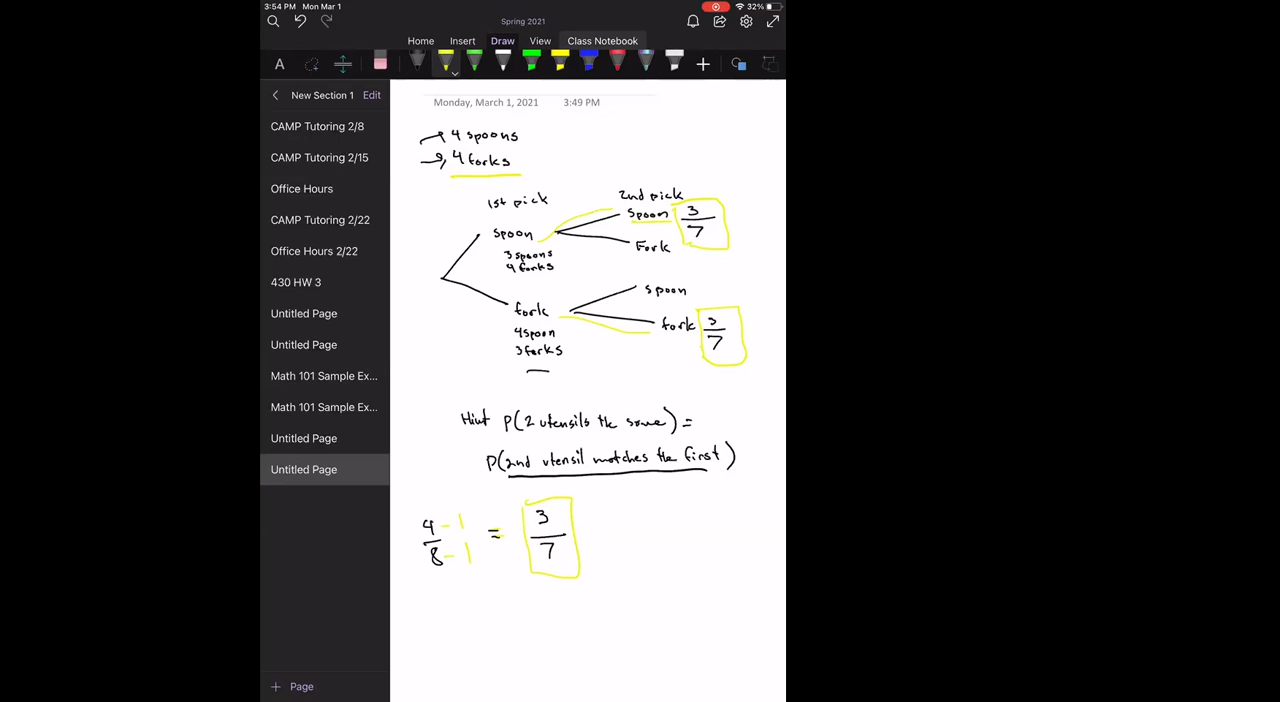 3:54 PM Mon Mar 1
32%
Spring 2021
Home Insert Draw View Class Notebook
A
New Section 1 Edit
CAMP Tutoring 2/8
CAMP Tutoring 2/15
Office Hours
CAMP Tutoring 2/22
Office Hours 2/22
430 HW 3
Untitled Page
Untitled Page
Math 101 Sample Ex...
Math 101 Sample Ex...
Untitled Page
Untitled Page
+ Page
Monday, March 1, 2021 3:49 PM
→ 4 spoons
→ 4 forks
1st pick
2nd pick
spoon
3 spoons
4 forks
spoon 3/7
Fork
fork
4 spoon
3 forks
spoon
fork 3/7
Hint P(2 utensils the same) =
P(2nd utensil matches the first)
4 - 1 / 8 - 1 = 3/7